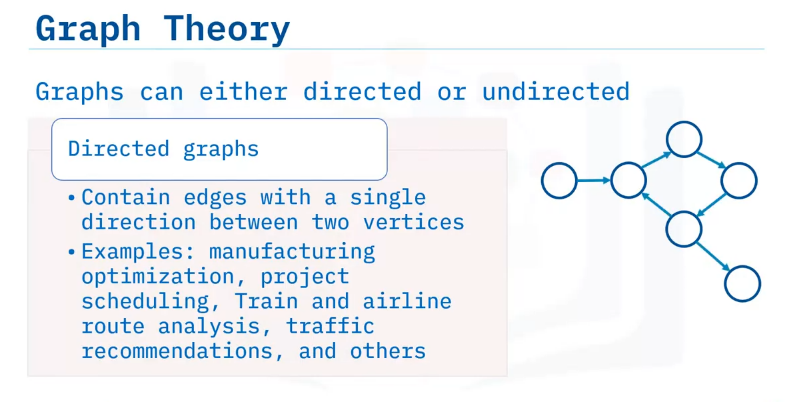 Graph Theory
Graphs can either directed or undirected
Directed graphs
• Contain edges with a single
direction between two vertices
• Examples: manufacturing
optimization, project
scheduling, Train and airline
route analysis, traffic
recommendations, and others